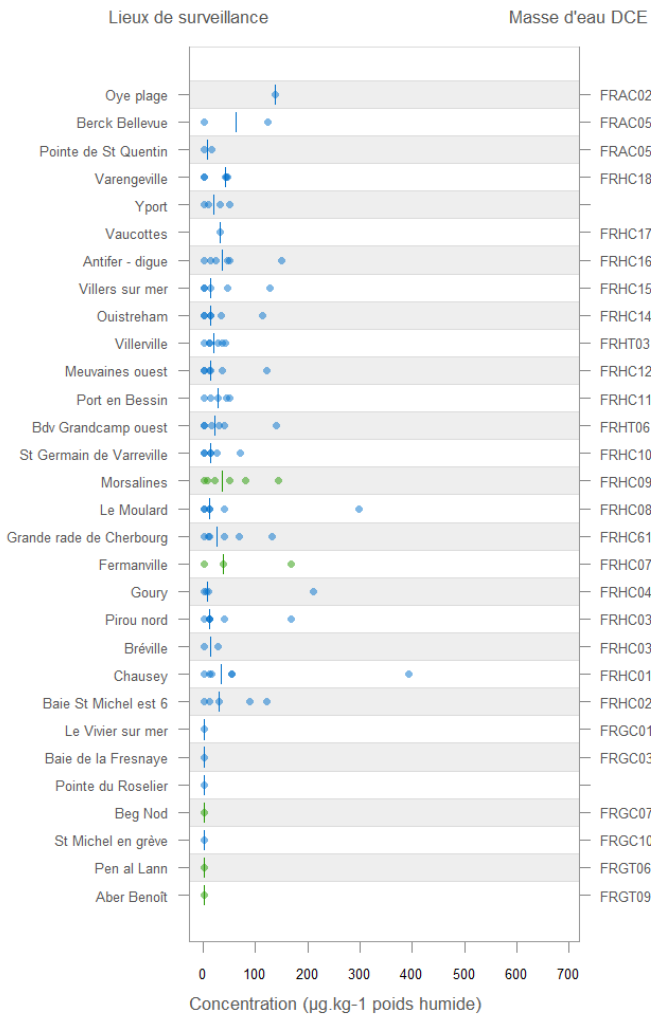 Lieux de surveillance Masse d'eau DCE
Oye plage FRAC02
Berck Bellevue FRAC05
Pointe de St Quentin FRAC05
Varengeville FRHC18
Yport
Vaucottes FRHC17
Antifer - digue FRHC16
Villers sur mer FRHC15
Ouistreham FRHC14
Villerville FRHT03
Meuvaines ouest FRHC12
Port en Bessin FRHC11
Bdv Grandcamp ouest FRHT06
St Germain de Varreville FRHC10
Morsalines FRHC09
Le Moulard FRHC08
Grande rade de Cherbourg FRHC61
Fermanville FRHC07
Goury FRHC04
Pirou nord FRHC03
Bréville FRHC03
Chausey FRHC01
Baie St Michel est 6 FRHC02
Le Vivier sur mer FRGC01
Baie de la Fresnaye FRGC03
Pointe du Roselier
Beg Nod FRGC07
St Michel en grève FRGC10
Pen al Lann FRGT06
Aber Benoît FRGT09
0 100 200 300 400 500 600 700
Concentration (µg.kg-1 poids humide)